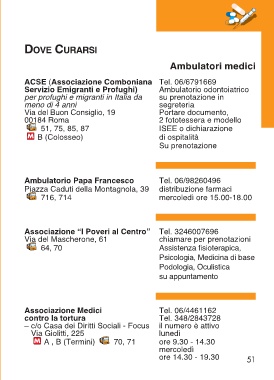 DOVE CURARSI
Ambulatori medici
ACSE (Associazione Comboniana
Servizio Emigranti e Profughi)
per profughi e migranti in Italia da
meno di 4 anni
Via del Buon Consiglio, 19
00184 Roma
51, 75, 85, 87
M B (Colosseo)
Tel. 06/6791669
Ambulatorio odontoiatrico
su prenotazione in
segreteria
Portare documento,
2 fototessera e modello
ISEE o dichiarazione
di ospitalità
Su prenotazione
Ambulatorio Papa Francesco
Piazza Caduti della Montagnola, 39
716, 714
Tel. 06/98260496
distribuzione farmaci
mercoledì ore 15.00-18.00
Associazione “I Poveri al Centro”
Via del Mascherone, 61
64, 70
Tel. 3246007696
chiamare per prenotazioni
Assistenza fisioterapica,
Psicologia, Medicina di base
Podologia, Oculistica
su appuntamento
Associazione Medici
contro la tortura
– c/o Casa dei Diritti Sociali - Focus
Via Giolitti, 225
M A , B (Termini) 70, 71
Tel. 06/4461162
Tel. 348/2843728
il numero è attivo
lunedì
ore 9.30 - 14.30
mercoledì
ore 14.30 - 19.30
51